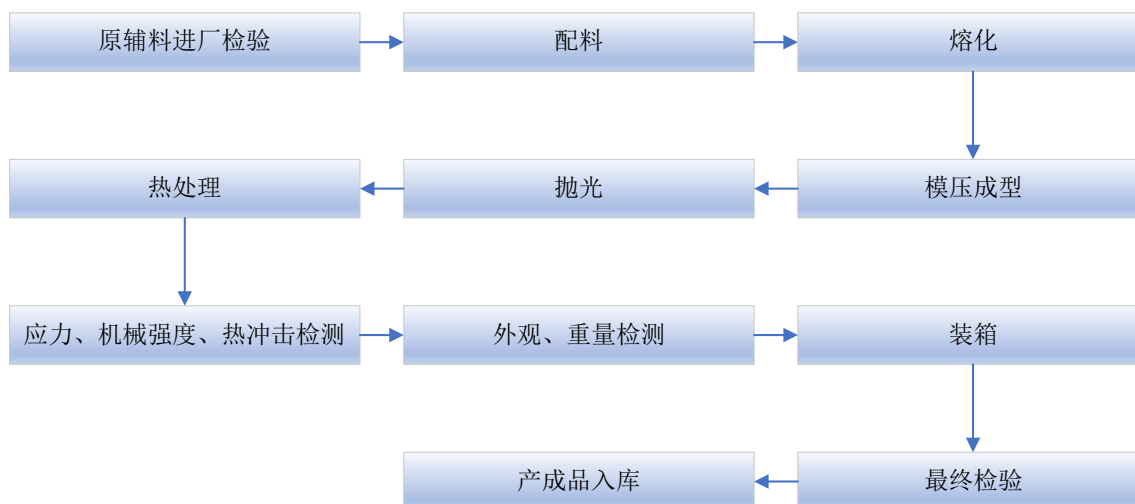 原辅料进厂检验
配料
熔化
模压成型
抛光
热处理
应力、机械强度、热冲击检测
外观、重量检测
装箱
最终检验
产成品入库